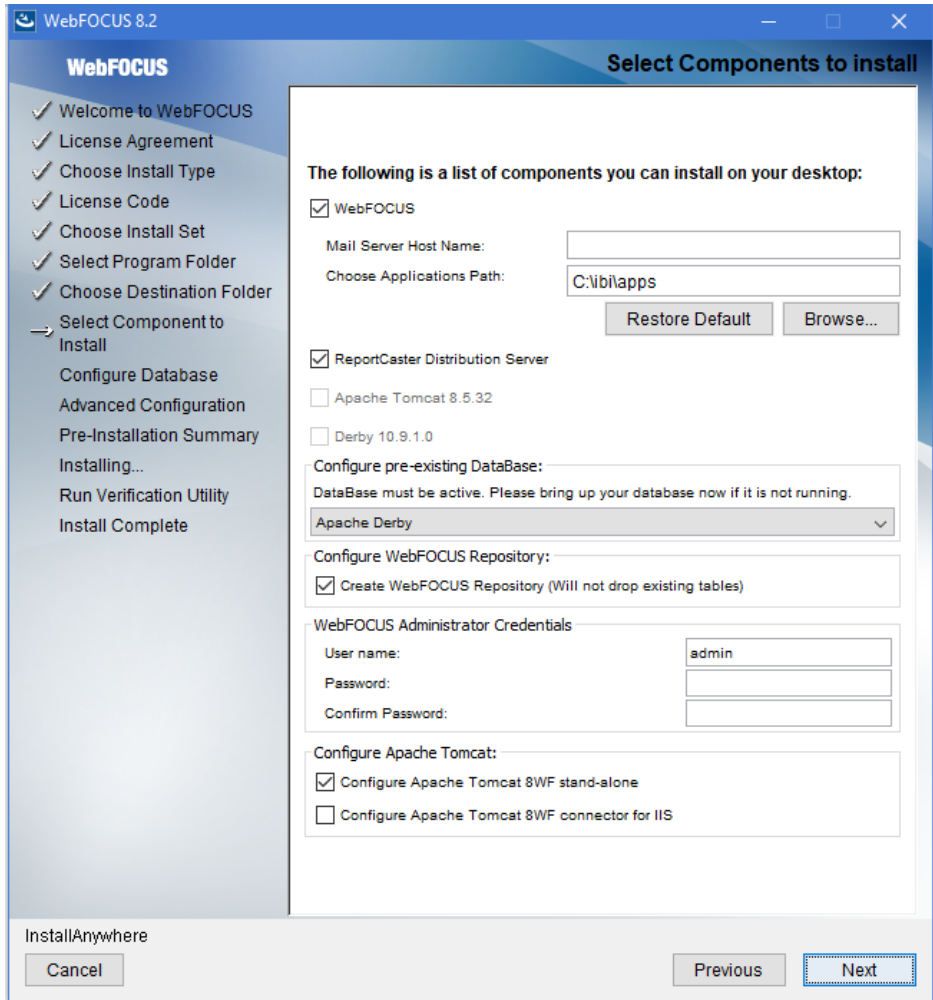 WebFOCUS 8.2
WebFOCUS
Select Components to install
Welcome to WebFOCUS
License Agreement
Choose Install Type
License Code
Choose Install Set
Select Program Folder
Choose Destination Folder
Select Component to
Install
Configure Database
Advanced Configuration
Pre-Installation Summary
Installing...
Run Verification Utility
Install Complete
The following is a list of components you can install on your desktop:
WebFOCUS
Mail Server Host Name:
Choose Applications Path: C:\ibi\apps
Restore Default Browse...
ReportCaster Distribution Server
Apache Tomcat 8.5.32
Derby 10.9.1.0
Configure pre-existing DataBase:
DataBase must be active. Please bring up your database now if it is not running.
Apache Derby
Configure WebFOCUS Repository:
Create WebFOCUS Repository (Will not drop existing tables)
WebFOCUS Administrator Credentials
User name: admin
Password:
Confirm Password:
Configure Apache Tomcat:
Configure Apache Tomcat 8WF stand-alone
Configure Apache Tomcat 8WF connector for IIS
InstallAnywhere
Cancel Previous Next